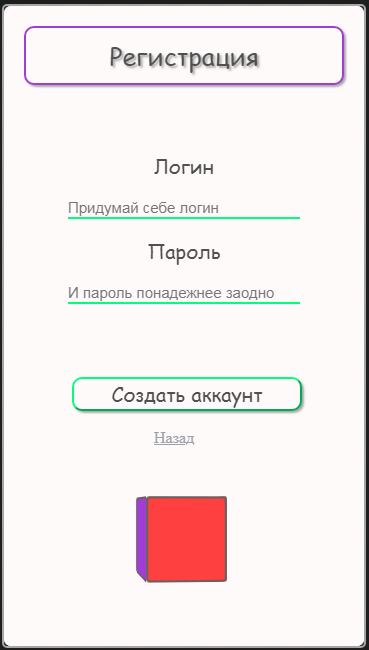 Регистрация
Логин
Придумай себе логин
Пароль
И пароль понадежнее заодно
Создать аккаунт
Назад